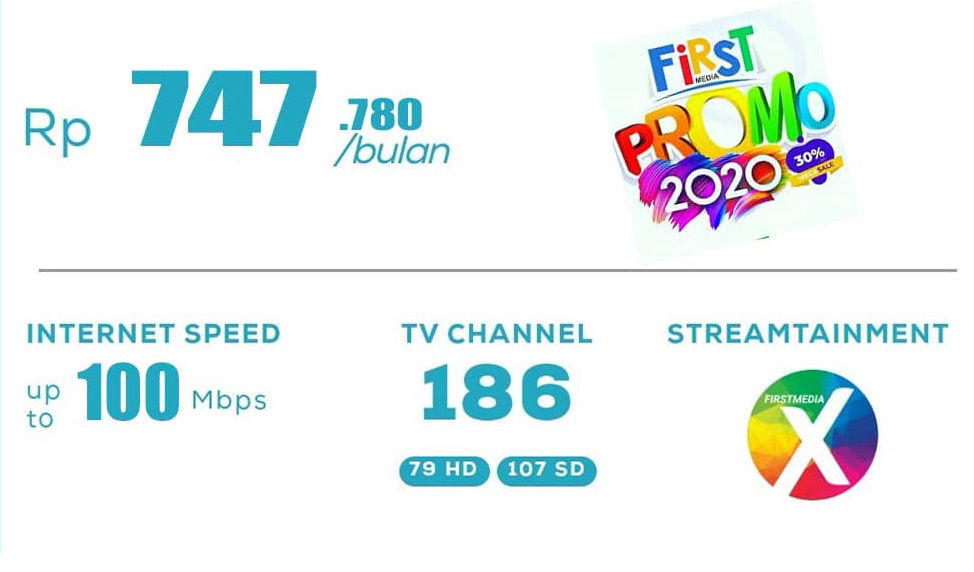 Rp 747.780
/bulan
FiRST
MEDIA
PROMO
2020
30%
SALE
INTERNET SPEED
up to 100 Mbps
TV CHANNEL
186
79 HD 107 SD
STREAMTAINMENT
FIRSTMEDIA
X